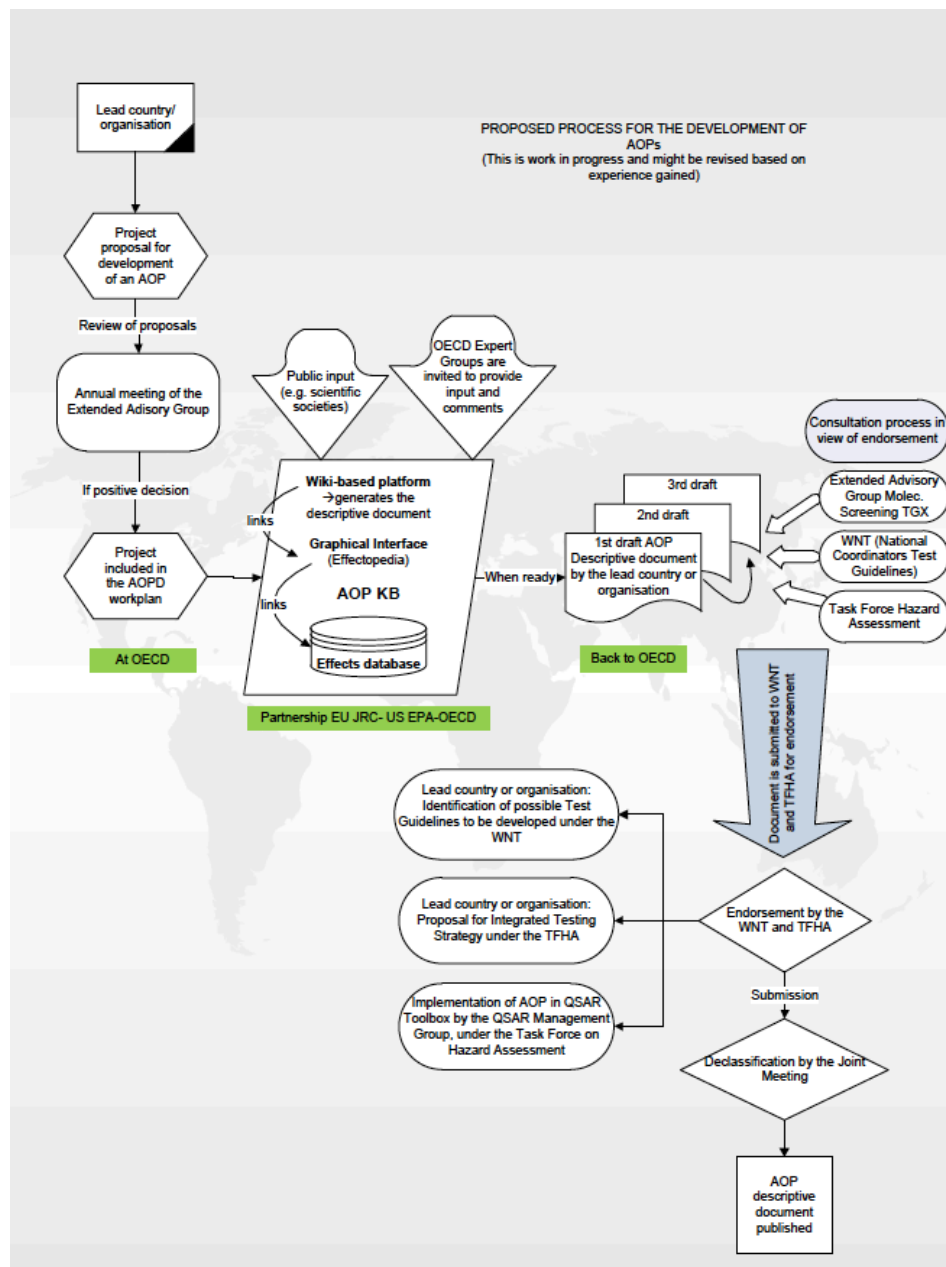 Lead country/
organisation
PROPOSED PROCESS FOR THE DEVELOPMENT OF
AOPs
(This is work in progress and might be revised based on
experience gained)
Project
proposal for
development
of an AOP
Review of proposals
Annual meeting of the
Extended Adisory Group
If positive decision
Project
included in
the AOPD
workplan
At OECD
Public input
(e.g. scientific
societies)
OECD Expert
Groups are
invited to provide
input and
comments
Wiki-based platform
→generates the
descriptive document
links
Graphical Interface
(Effectopedia)
AOP KB
links
Effects database
Partnership EU JRC- US EPA-OECD
When ready
3rd draft
2nd draft
1st draft AOP
Descriptive document
by the lead country or
organisation
Back to OECD
Consultation process in
view of endorsement
Extended Advisory
Group Molec.
Screening TGX
WNT (National
Coordinators Test
Guidelines)
Task Force Hazard
Assessment
Document is submitted to WNT
and TFHA for endorsement
Lead country or organisation:
Identification of possible Test
Guidelines to be developed under the
WNT
Lead country or organisation:
Proposal for Integrated Testing
Strategy under the TFHA
Implementation of AOP in QSAR
Toolbox by the QSAR Management
Group, under the Task Force on
Hazard Assessment
Endorsement by the
WNT and TFHA
Submission
Declassification by the Joint
Meeting
AOP
descriptive
document
published